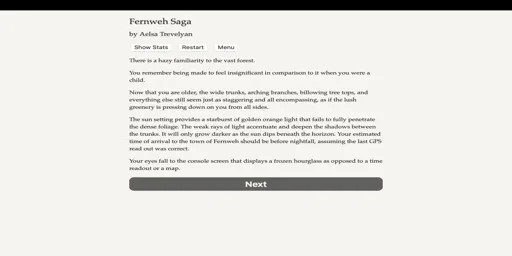 Fernweh Saga
by Aelsa Trevelyan
Show Stats
Restart
Menu
There is a hazy familiarity to the vast forest.
You remember being made to feel insignificant in comparison to it when you were a
child.
Now that you are older, the wide trunks, arching branches, billowing tree tops, and
everything else still seem just as staggering and all encompassing, as if the lush
greenery is pressing down on you from all sides.
The sun setting provides a starburst of golden orange light that fails to fully penetrate
the dense foliage. The weak rays of light accentuate and deepen the shadows between
the trunks. It will only grow darker as the sun dips beneath the horizon. Your estimated
time of arrival to the town of Fernweh should be before nightfall, assuming the last GPS
read out was correct.
Your eyes fall to the console screen that displays a frozen hourglass as opposed to a time
readout or a map.
Next